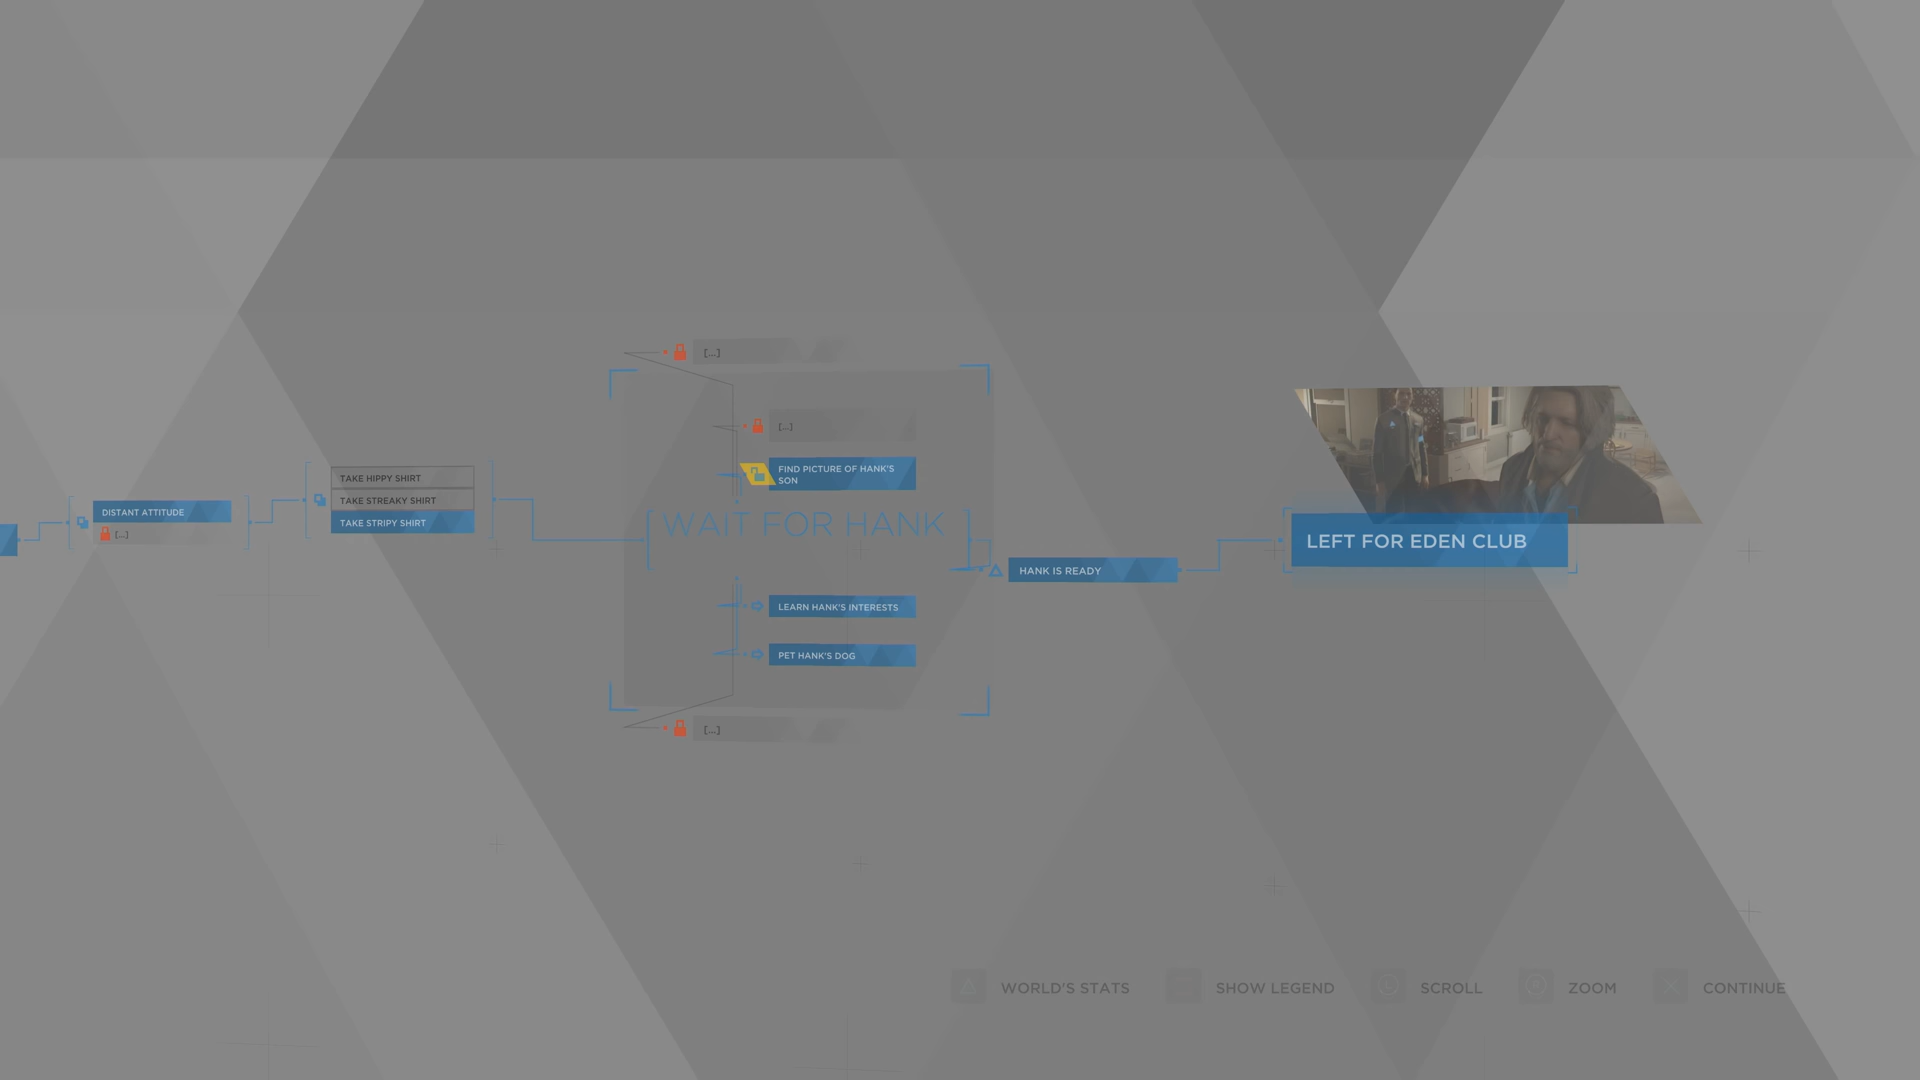 DISTANT ATTITUDE
[...]
TAKE HIPPY SHIRT
TAKE STREAKY SHIRT
TAKE STRIPY SHIRT
[...]
[...]
FIND PICTURE OF HANK'S
SON
WAIT FOR HANK
LEARN HANK'S INTERESTS
PET HANK'S DOG
[...]
HANK IS READY
LEFT FOR EDEN CLUB
WORLD'S STATS
SHOW LEGEND
SCROLL
ZOOM
CONTINUE